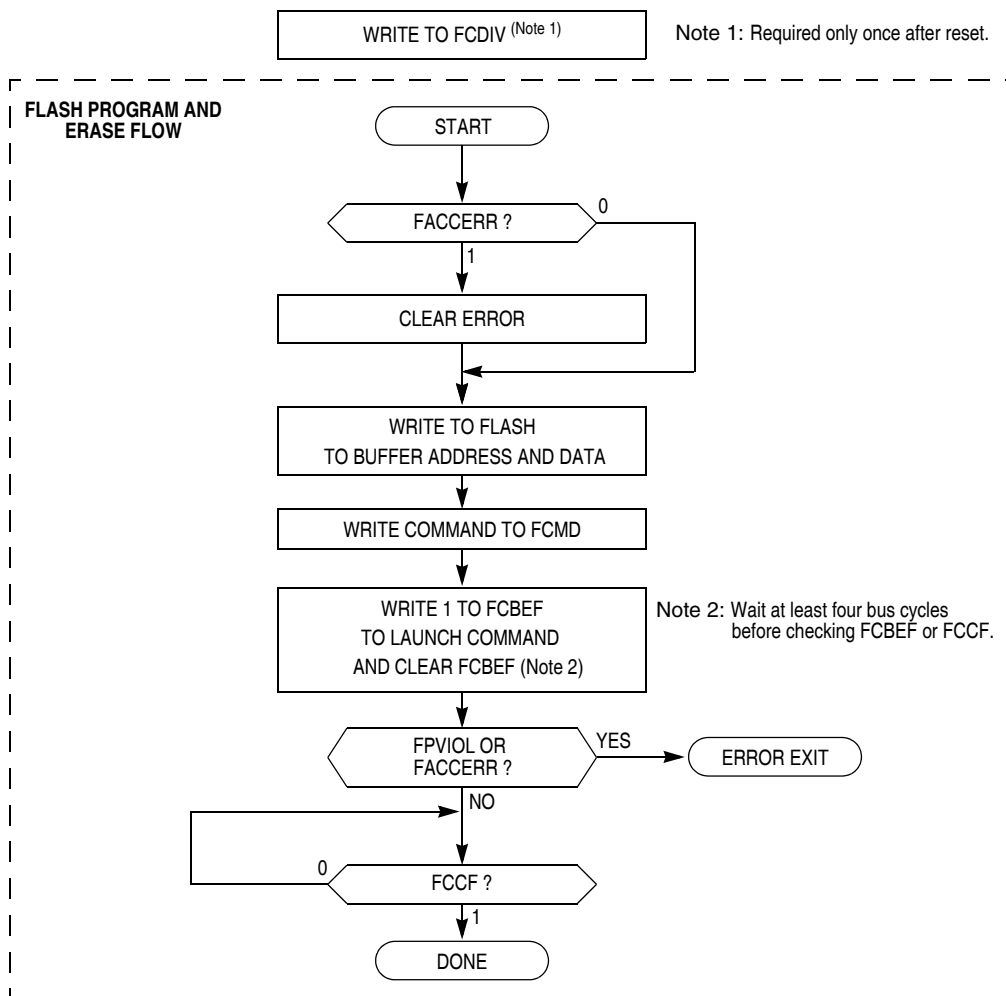 WRITE TO FCDIV (Note 1)
Note 1: Required only once after reset.
FLASH PROGRAM AND
ERASE FLOW
START
FACCERR ?
0
1
CLEAR ERROR
WRITE TO FLASH
TO BUFFER ADDRESS AND DATA
WRITE COMMAND TO FCMD
WRITE 1 TO FCBEF
TO LAUNCH COMMAND
AND CLEAR FCBEF (Note 2)
Note 2: Wait at least four bus cycles
before checking FCBEF or FCCF.
FPVIOL OR
FACCERR ?
YES
ERROR EXIT
NO
0
FCCF ?
1
DONE